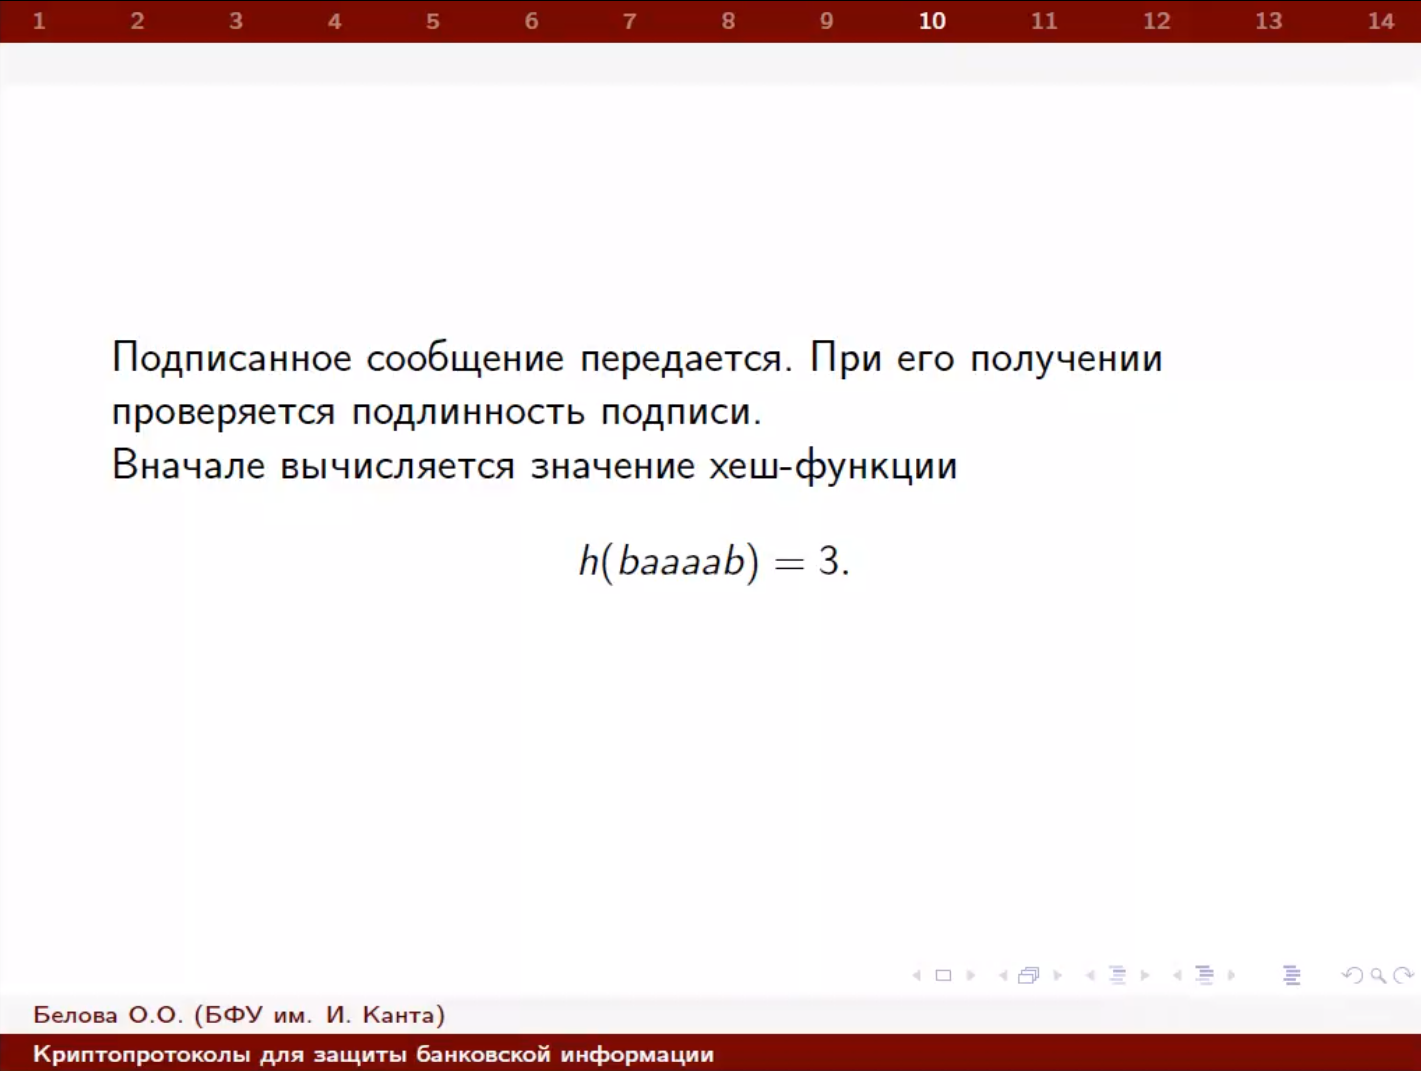 1 2 3 4 5 6 7 8 9 10 11 12 13 14
Подписанное сообщение передается. При его получении
проверяется подлинность подписи.
Вначале вычисляется значение хеш-функции
h(baaaab) = 3.
Белова О.О. (БФУ им. И. Канта)
Криптопротоколы для защиты банковской информации